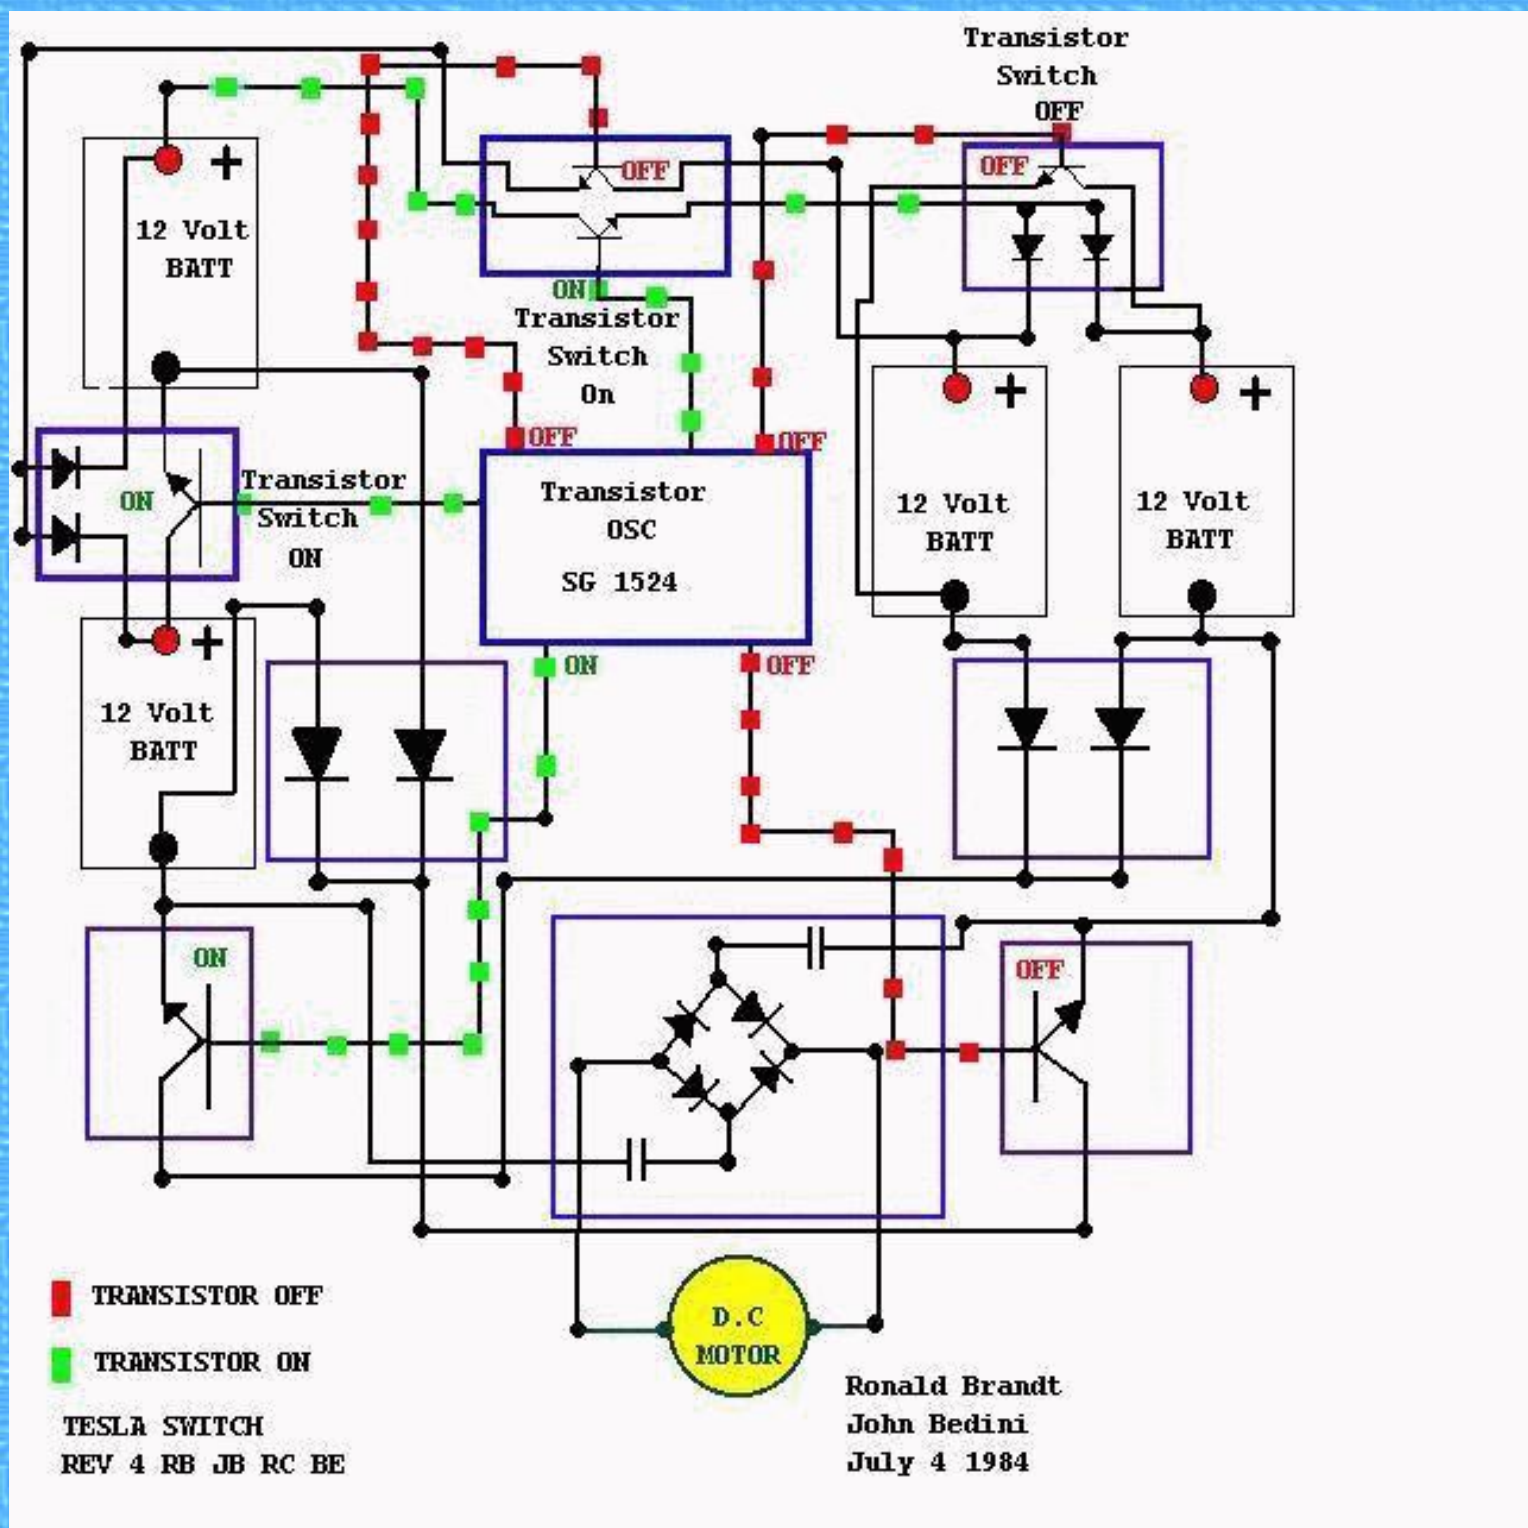 Transistor
Switch
OFF
OFF
OFF
+
12 Volt
BATT
ON
Transistor
Switch
On
+
+
OFF
OFF
Transistor
Switch
ON
ON
Transistor
OSC
SG 1524
12 Volt
BATT
12 Volt
BATT
+
12 Volt
BATT
ON
OFF
ON
OFF
D.C
MOTOR
TRANSISTOR OFF
TRANSISTOR ON
TESLA SWITCH
REV 4 RB JB RC BE
Ronald Brandt
John Bedini
July 4 1984